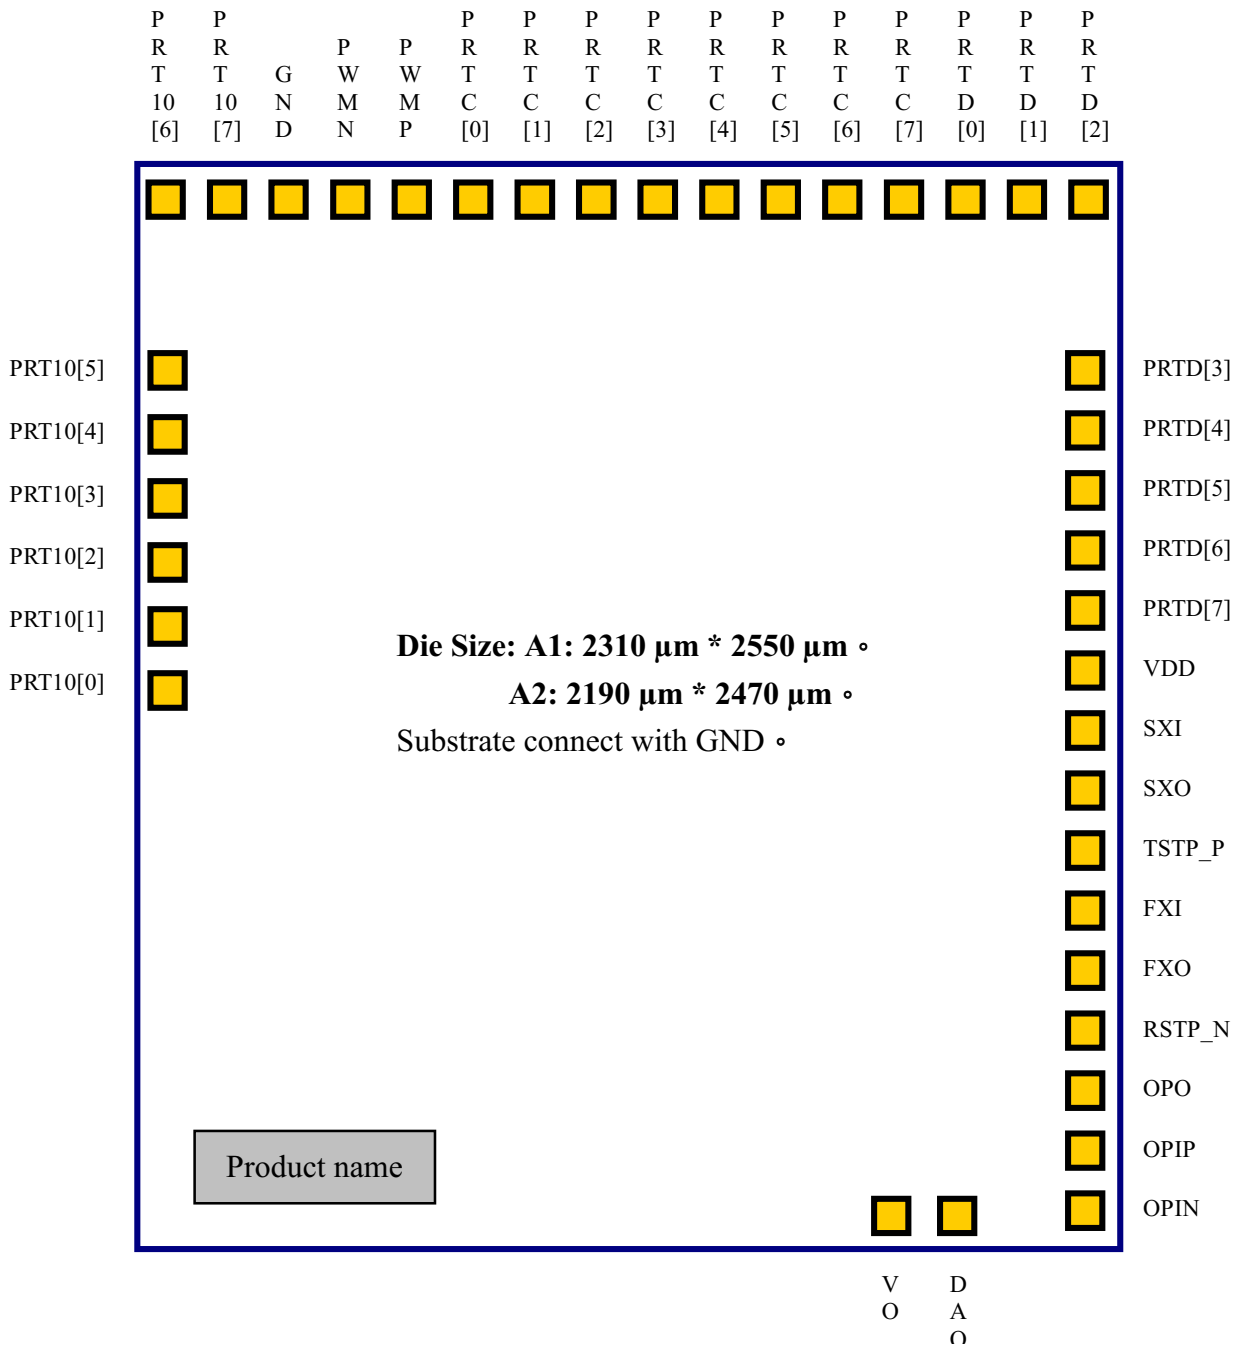 PRT10[6]
PRT10[7]
GND
PWMN
PWMP
PRTC[0]
PRTC[1]
PRTC[2]
PRTC[3]
PRTC[4]
PRTC[5]
PRTC[6]
PRTC[7]
PRTD[0]
PRTD[1]
PRTD[2]
PRT10[5]
PRT10[4]
PRT10[3]
PRT10[2]
PRT10[1]
PRT10[0]
Die Size: A1: 2310 µm * 2550 µm。
A2: 2190 µm * 2470 µm。
Substrate connect with GND。
PRTD[3]
PRTD[4]
PRTD[5]
PRTD[6]
PRTD[7]
VDD
SXI
SXO
TSTP_P
FXI
FXO
RSTP_N
OPO
OPIP
OPIN
Product name
VO
DAO